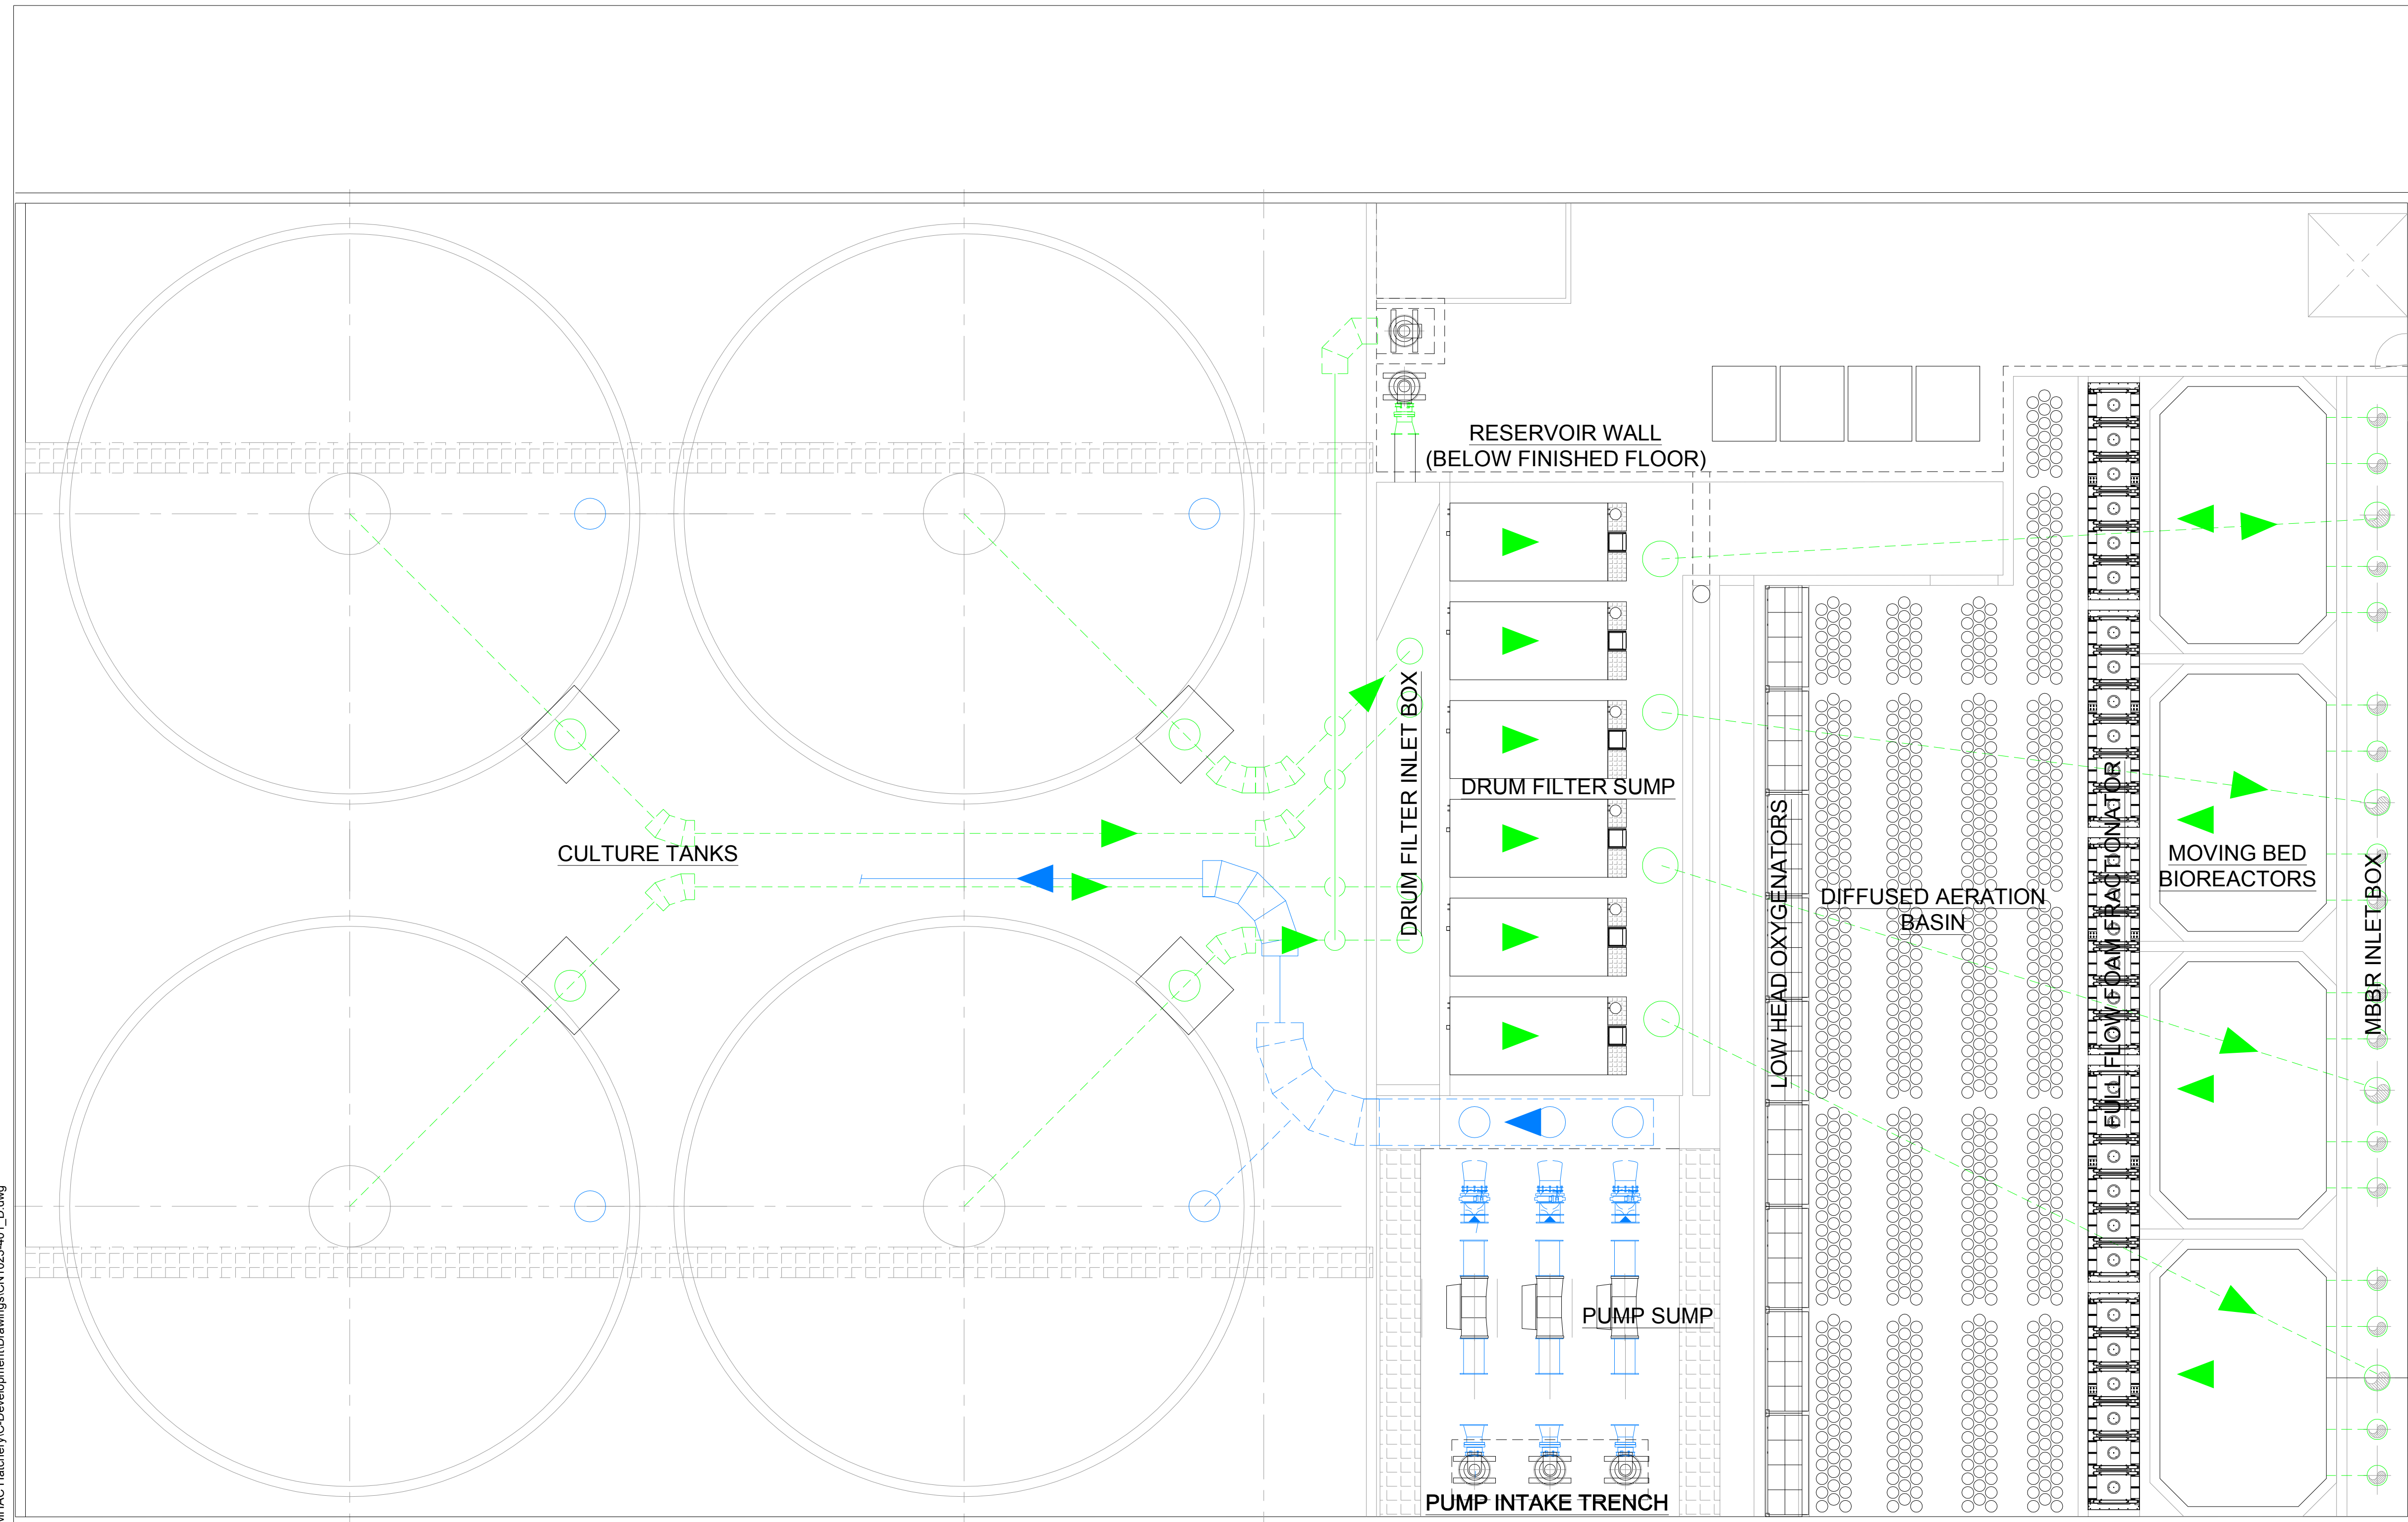 RESERVOIR WALL
(BELOW FINISHED FLOOR)
DRUM FILTER INLET BOX
DRUM FILTER SUMP
CULTURE TANKS
LOW HEAD OXYGENATORS
DIFFUSED AERATION
BASIN
FULL FLOW FOAM FRACTIONATOR
MOVING BED
BIOREACTORS
MBBR INLET BOX
PUMP SUMP
PUMP INTAKE TRENCH